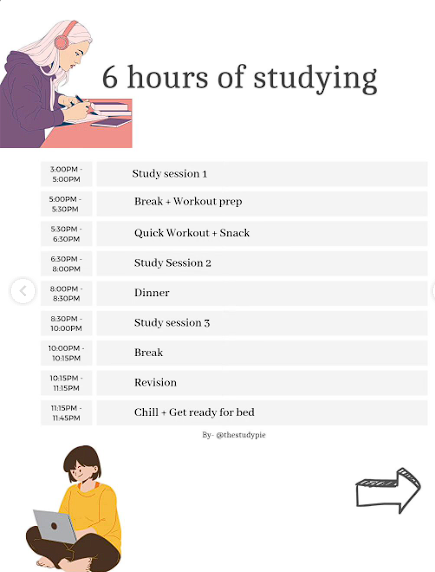 6 hours of studying
3:00PM -
5:00PM
Study session 1
5:00PM -
5:30PM
Break + Workout prep
5:30PM -
6:30PM
Quick Workout + Snack
6:30PM -
8:00PM
Study Session 2
8:00PM -
8:30PM
Dinner
8:30PM -
10:00PM
Study session 3
10:00PM -
10:15PM
Break
10:15PM -
11:15PM
Revision
11:15PM -
11:45PM
Chill + Get ready for bed
By- @thestudypie